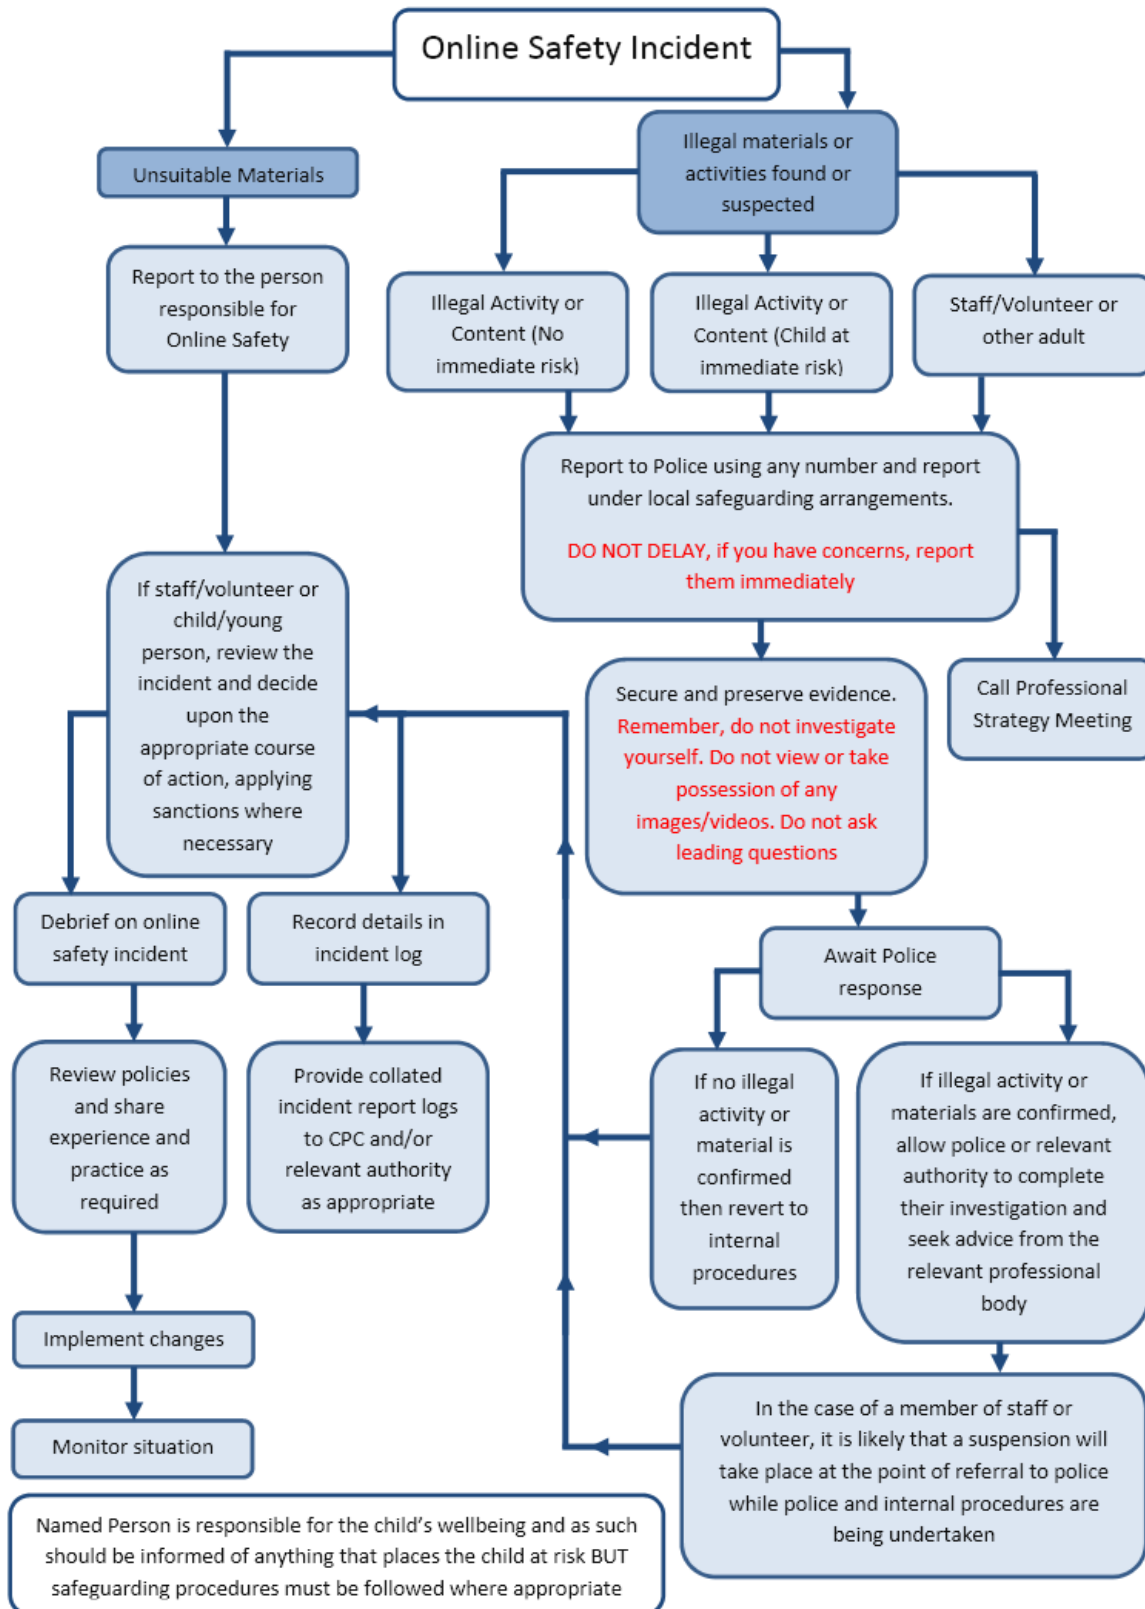 Online Safety Incident
Unsuitable Materials
Illegal materials or
activities found or
suspected
Report to the person
responsible for
Online Safety
Illegal Activity or
Content (No
immediate risk)
Illegal Activity or
Content (Child at
immediate risk)
Staff/Volunteer or
other adult
Report to Police using any number and report
under local safeguarding arrangements.
DO NOT DELAY, if you have concerns, report
them immediately
If staff/volunteer or
child/young
person, review the
incident and decide
upon the
appropriate course
of action, applying
sanctions where
necessary
Secure and preserve evidence.
Remember, do not investigate
yourself. Do not view or take
possession of any
images/videos. Do not ask
leading questions
Call Professional
Strategy Meeting
Debrief on online
safety incident
Record details in
incident log
Await Police
response
Review policies
and share
experience and
practice as
required
Provide collated
incident report logs
to CPC and/or
relevant authority
as appropriate
If no illegal
activity or
material is
confirmed
then revert to
internal
procedures
If illegal activity or
materials are confirmed,
allow police or relevant
authority to complete
their investigation and
seek advice from the
relevant professional
body
Implement changes
Monitor situation
In the case of a member of staff or
volunteer, it is likely that a suspension will
take place at the point of referral to police
while police and internal procedures are
being undertaken
Named Person is responsible for the child's wellbeing and as such
should be informed of anything that places the child at risk BUT
safeguarding procedures must be followed where appropriate